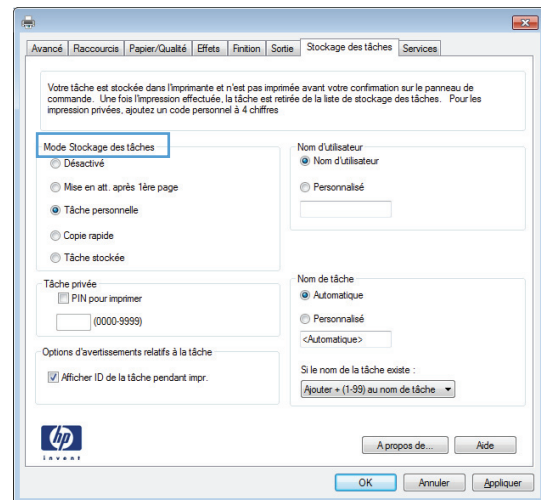 Avancé Raccourcis Papier/Qualité Effets Finition Sortie Stockage des tâches Services
Votre tâche est stockée dans l'imprimante et n'est pas imprimée avant votre confirmation sur le panneau de
commande. Une fois l'impression effectuée, la tâche est retirée de la liste de stockage des tâches. Pour les
impression privées, ajoutez un code personnel à 4 chiffres
Mode Stockage des tâches
Désactivé
Mise en att. après 1ère page
Tâche personnelle
Copie rapide
Tâche stockée
Nom d'utilisateur
Nom d'utilisateur
Personnalisé
Tâche privée
PIN pour imprimer
(0000-9999)
Nom de tâche
Automatique
Personnalisé
<Automatique>
Si le nom de la tâche existe :
Ajouter + (1-99) au nom de tâche
Options d'avertissements relatifs à la tâche
Afficher ID de la tâche pendant impr.
hp
invent
A propos de... Aide
OK Annuler Appliquer